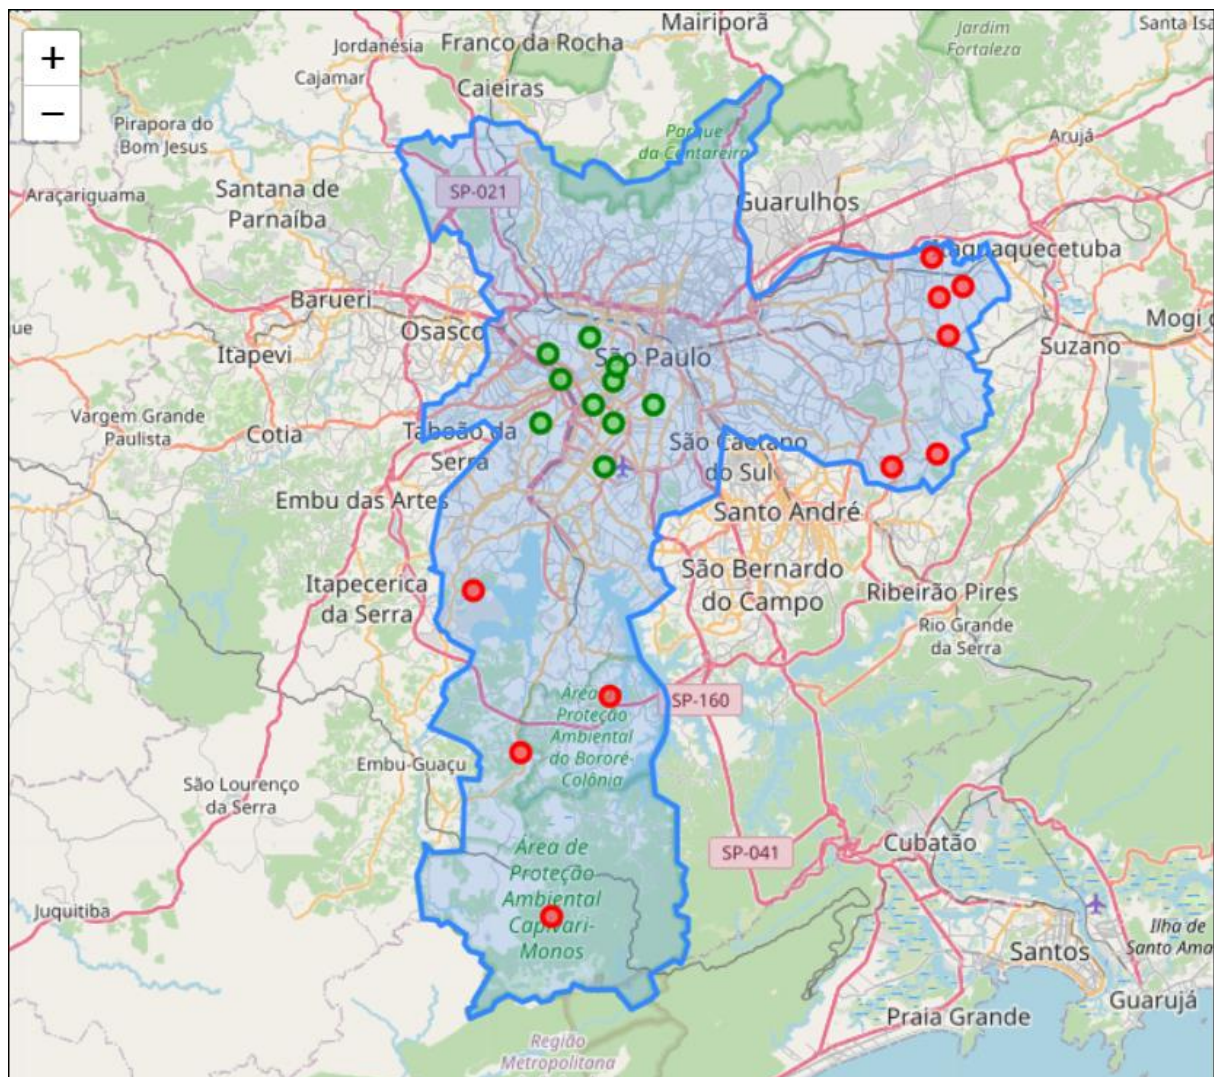 +
−
Mairiporã
Jardim
Fortaleza
Santa Isa
Jordanésia
Franco da Rocha
Cajamar
Caieiras
Pirapora do
Bom Jesus
Parque
da Cantareira
Arujá
Araçariguama
Santana de
Parnaíba
SP-021
Guarulhos
Itaquaquecetuba
Barueri
Osasco
Mogi
Itapevi
São Paulo
Suzano
Vargem Grande
Paulista
Cotia
Taboão da
Serra
São Caetano
do Sul
Embu das Artes
Santo André
Itapecerica
da Serra
São Bernardo
do Campo
Ribeirão Pires
Rio Grande
da Serra
SP-160
Área
Proteção
Ambiental
do Bororé-
Colônia
Embu-Guaçu
São Lourenço
da Serra
SP-041
Cubatão
Área de
Proteção
Ambiental
Capivari-
Monos
Juquitiba
Ilha de
Santo Ama
Santos
Guarujá
Praia Grande
Região
Metropolitana